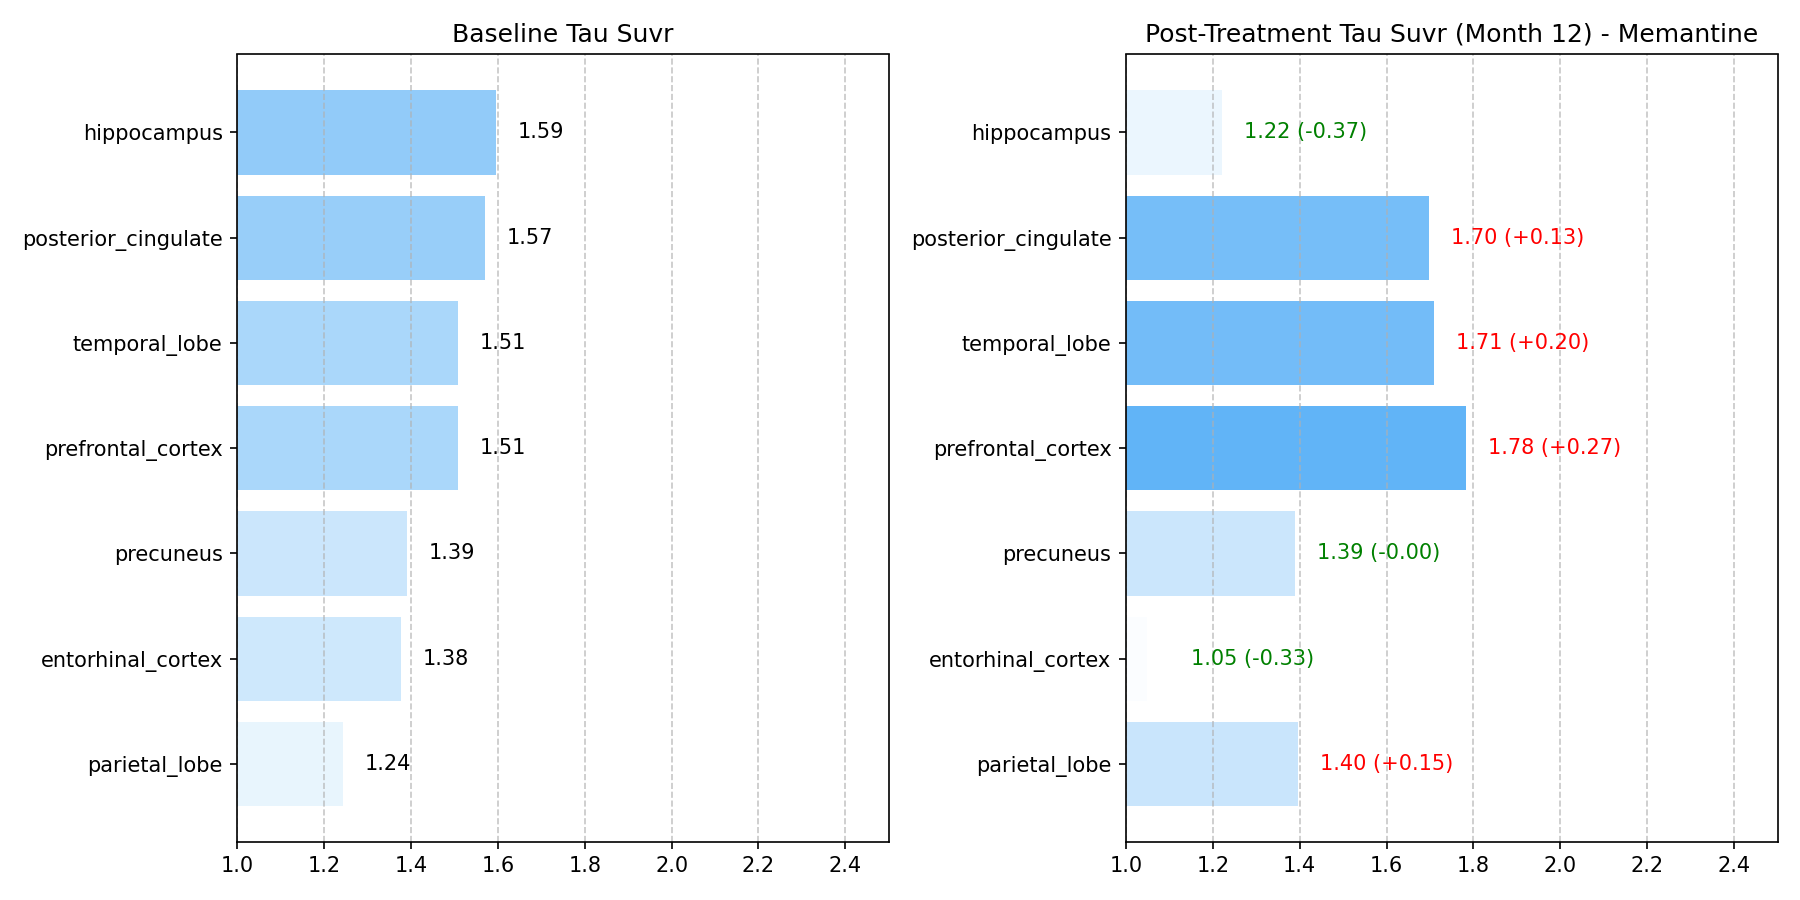 Baseline Tau Suvr
hippocampus
1.59
posterior_cingulate
1.57
temporal_lobe
1.51
prefrontal_cortex
1.51
precuneus
1.39
entorhinal_cortex
1.38
parietal_lobe
1.24
1.0 1.2 1.4 1.6 1.8 2.0 2.2 2.4
Post-Treatment Tau Suvr (Month 12) - Memantine
hippocampus
1.22 (-0.37)
posterior_cingulate
1.70 (+0.13)
temporal_lobe
1.71 (+0.20)
prefrontal_cortex
1.78 (+0.27)
precuneus
1.39 (-0.00)
entorhinal_cortex
1.05 (-0.33)
parietal_lobe
1.40 (+0.15)
1.0 1.2 1.4 1.6 1.8 2.0 2.2 2.4